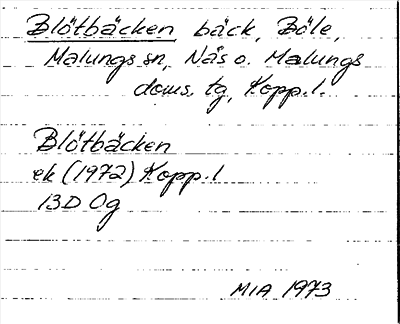 Blötbäcken bäck, Böle,
Malungs sn, Nås o. Malungs
doms. tg, Kopp. l.
Blötbäcken
ek (1972) Kopp. l
13D 0g
MIA 1973